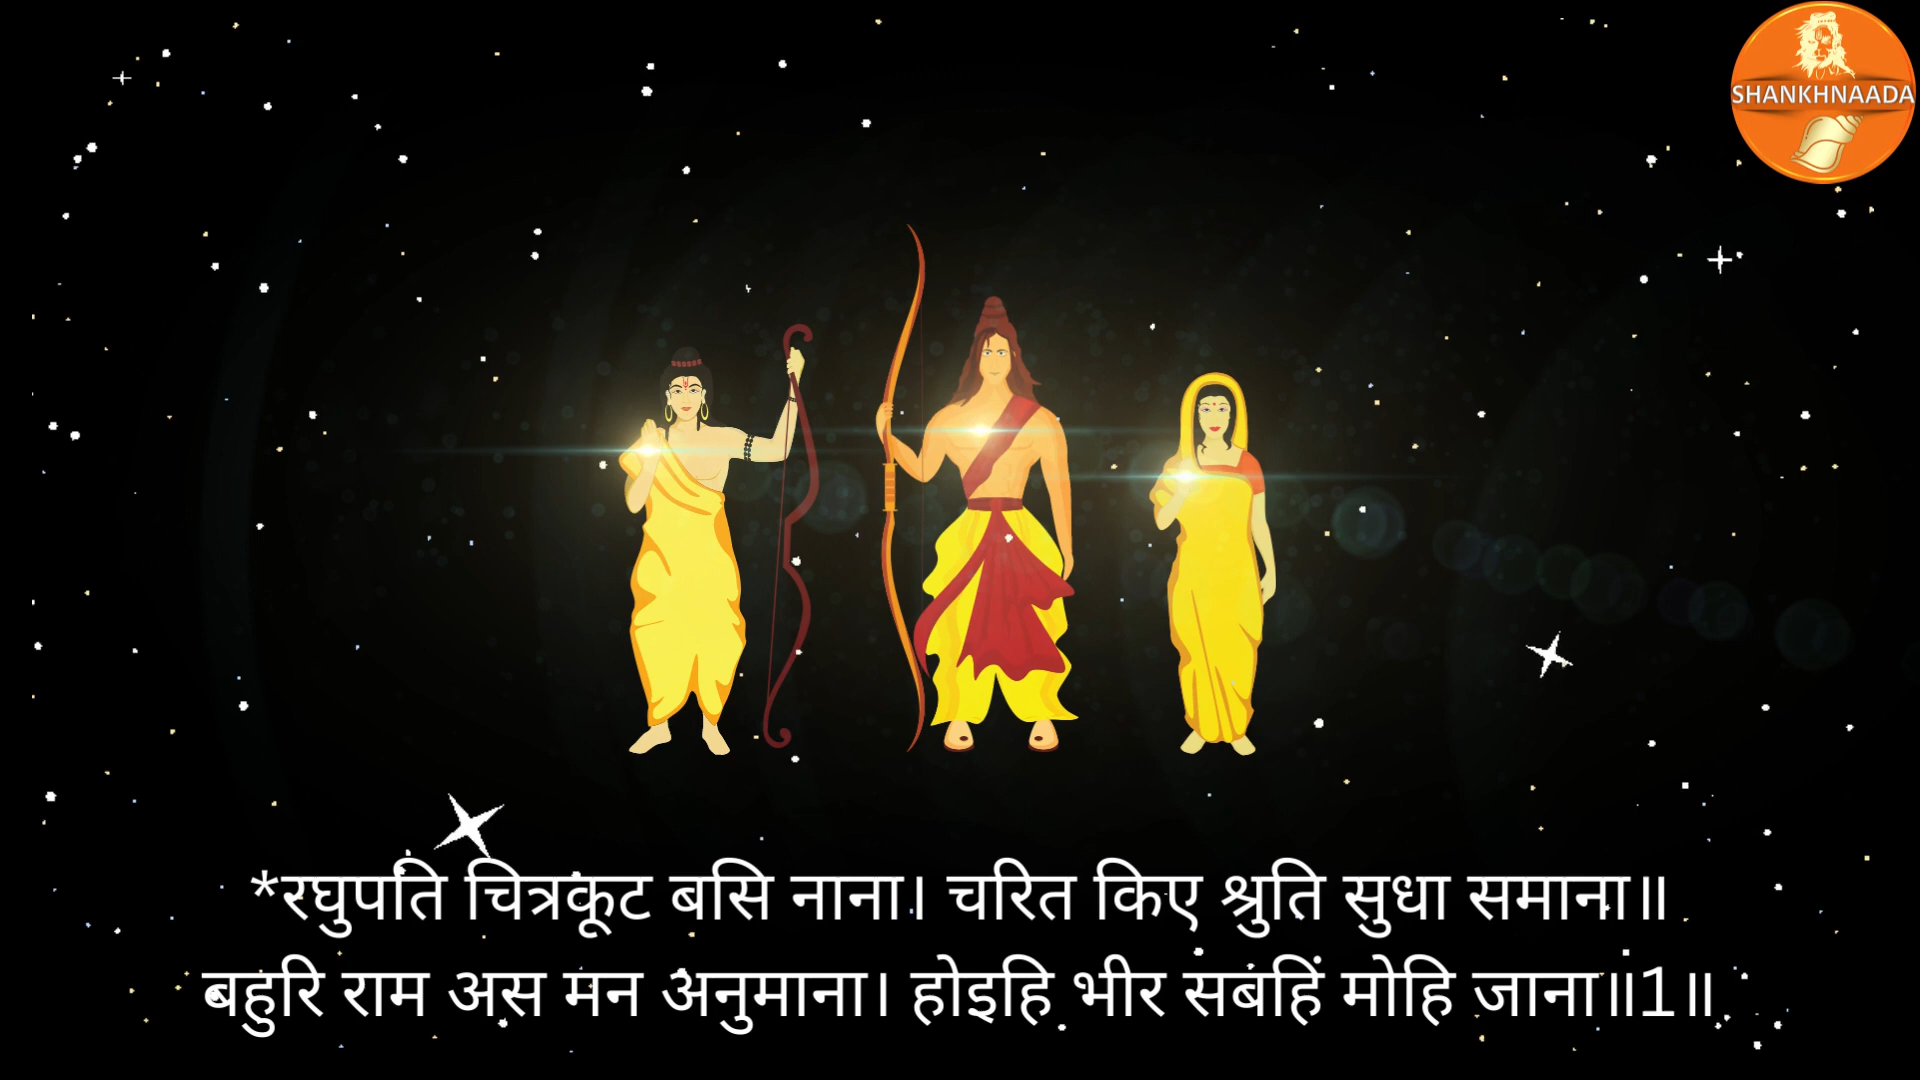 SHANKHNAADA
*रघुपति चित्रकूट बसि नाना। चरित किए श्रुति सुधा समाना॥
बहुरि राम अस मन अनुमाना। होइहि भीर सबहिं मोहि जाना॥1॥